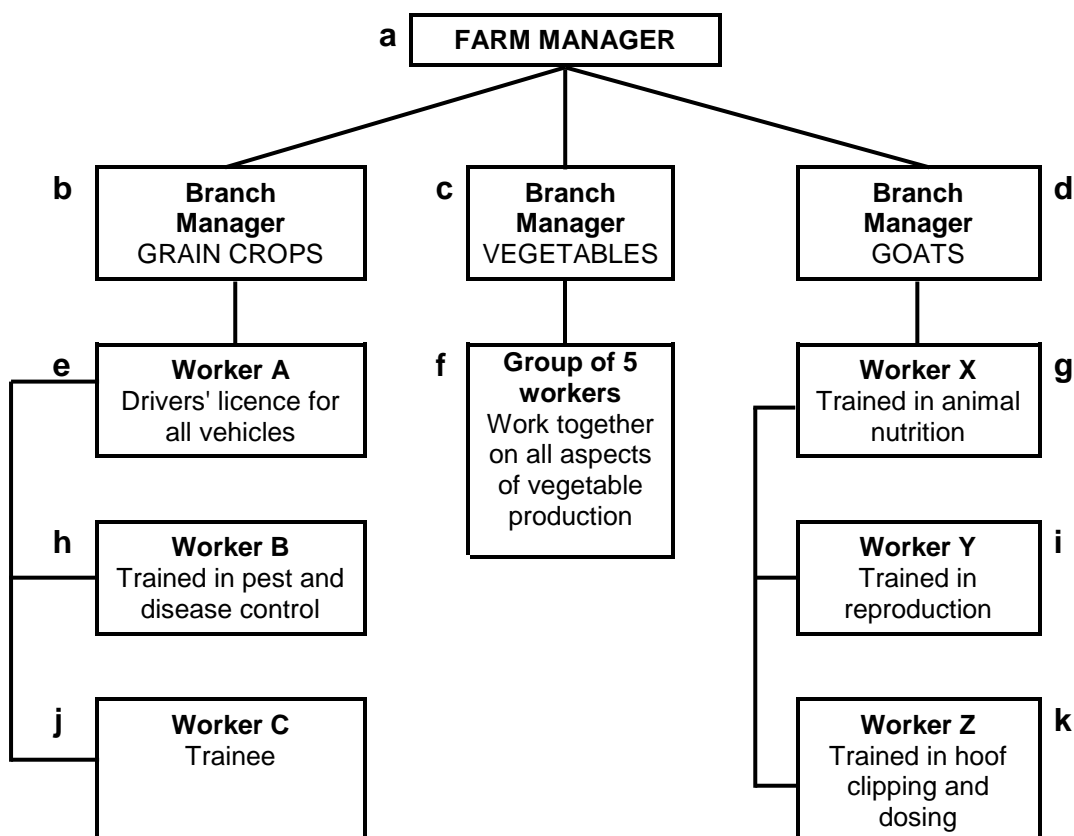 a
FARM MANAGER
b
Branch
Manager
GRAIN CROPS
c
Branch
Manager
VEGETABLES
d
Branch
Manager
GOATS
e
Worker A
Drivers' licence for
all vehicles
f
Group of 5
workers
Work together
on all aspects
of vegetable
production
g
Worker X
Trained in animal
nutrition
h
Worker B
Trained in pest and
disease control
i
Worker Y
Trained in
reproduction
j
Worker C
Trainee
k
Worker Z
Trained in hoof
clipping and
dosing